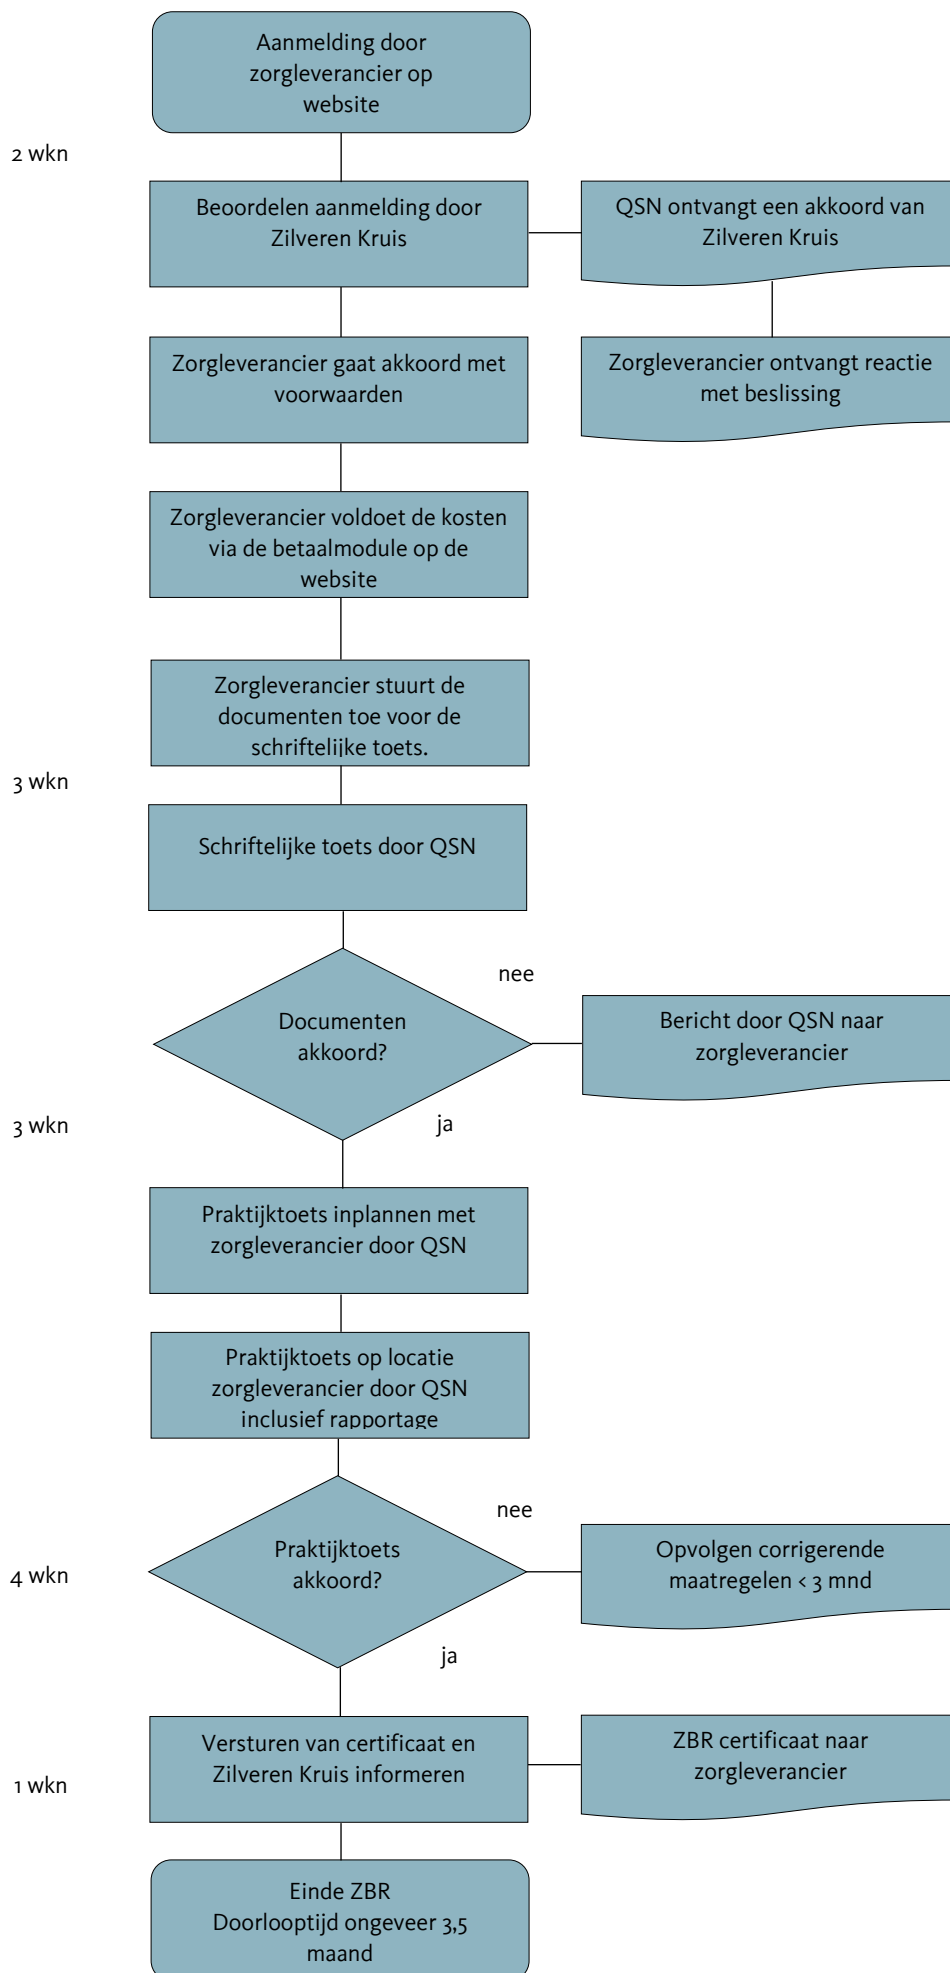 Aanmelding door
zorgleverancier op
website
2 wkn
Beoordelen aanmelding door
Zilveren Kruis
QSN ontvangt een akkoord van
Zilveren Kruis
Zorgleverancier gaat akkoord met
voorwaarden
Zorgleverancier ontvangt reactie
met beslissing
Zorgleverancier voldoet de kosten
via de betaalmodule op de
website
Zorgleverancier stuurt de
documenten toe voor de
schriftelijke toets.
3 wkn
Schriftelijke toets door QSN
nee
Documenten
akkoord?
Bericht door QSN naar
zorgleverancier
ja
3 wkn
Praktijktoets inplannen met
zorgleverancier door QSN
Praktijktoets op locatie
zorgleverancier door QSN
inclusief rapportage
nee
Praktijktoets
akkoord?
Opvolgen corrigerende
maatregelen < 3 mnd
4 wkn
ja
Versturen van certificaat en
Zilveren Kruis informeren
ZBR certificaat naar
zorgleverancier
1 wkn
Einde ZBR
Doorlooptijd ongeveer 3,5
maand